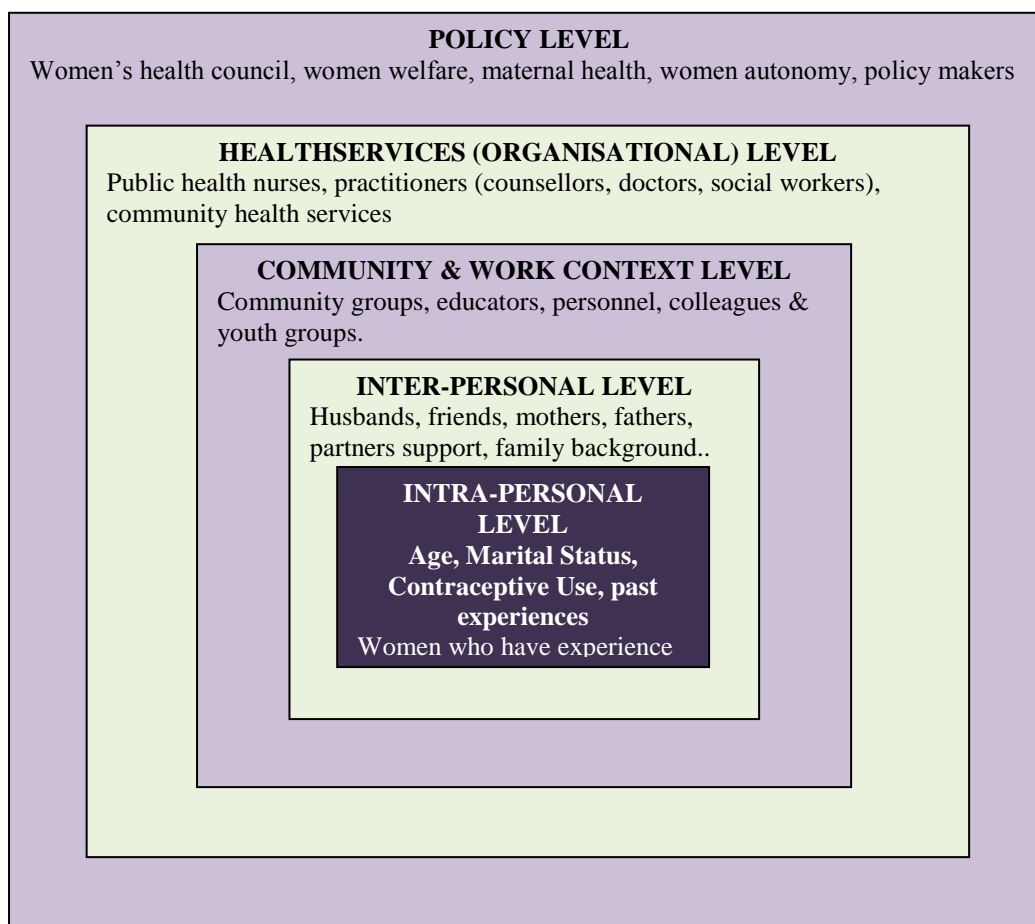 POLICY LEVEL
Women’s health council, women welfare, maternal health, women autonomy, policy makers
HEALTHSERVICES (ORGANISATIONAL) LEVEL
Public health nurses, practitioners (counsellors, doctors, social workers),
community health services
COMMUNITY & WORK CONTEXT LEVEL
Community groups, educators, personnel, colleagues &
youth groups.
INTER-PERSONAL LEVEL
Husbands, friends, mothers, fathers,
partners support, family background..
INTRA-PERSONAL
LEVEL
Age, Marital Status,
Contraceptive Use, past
experiences
Women who have experience